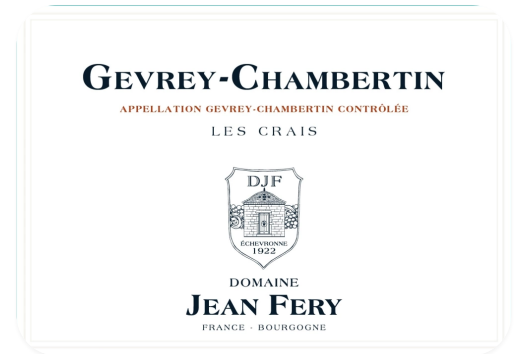 GEVREY-CHAMBERTIN
APPELLATION GEVREY-CHAMBERTIN CONTRÔLÉE
LES CRAIS
DJF
ÉCHEVRONNE
1922
DOMAINE
JEAN FERY
FRANCE - BOURGOGNE